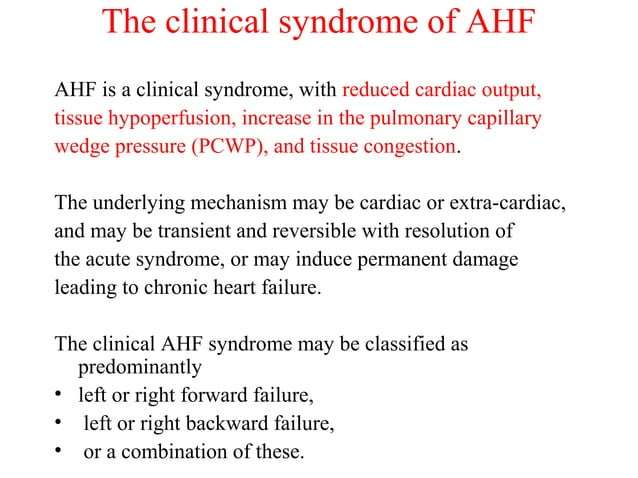 The clinical syndrome of AHF
AHF is a clinical syndrome, with reduced cardiac output,
tissue hypoperfusion, increase in the pulmonary capillary
wedge pressure (PCWP), and tissue congestion.
The underlying mechanism may be cardiac or extra-cardiac,
and may be transient and reversible with resolution of
the acute syndrome, or may induce permanent damage
leading to chronic heart failure.
The clinical AHF syndrome may be classified as
predominantly
• left or right forward failure,
• left or right backward failure,
• or a combination of these.